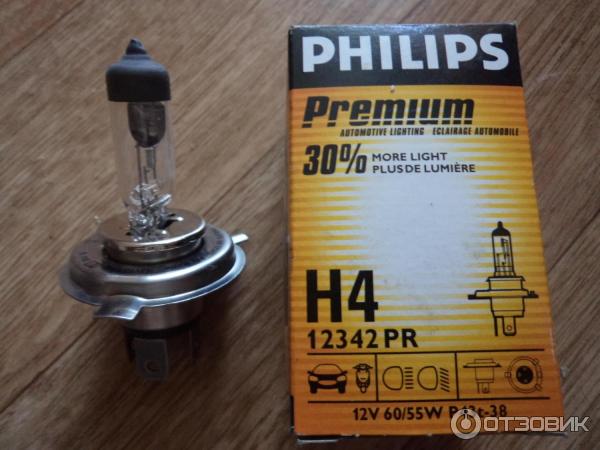 PHILIPS
Premium
AUTOMOTIVE LIGHTING ECLAIRAGE AUTOMOBILE
30% MORE LIGHT
PLUS DE LUMIÈRE
H4
12342 PR
12V 60/55W P43t-38
ОТЗОВИК